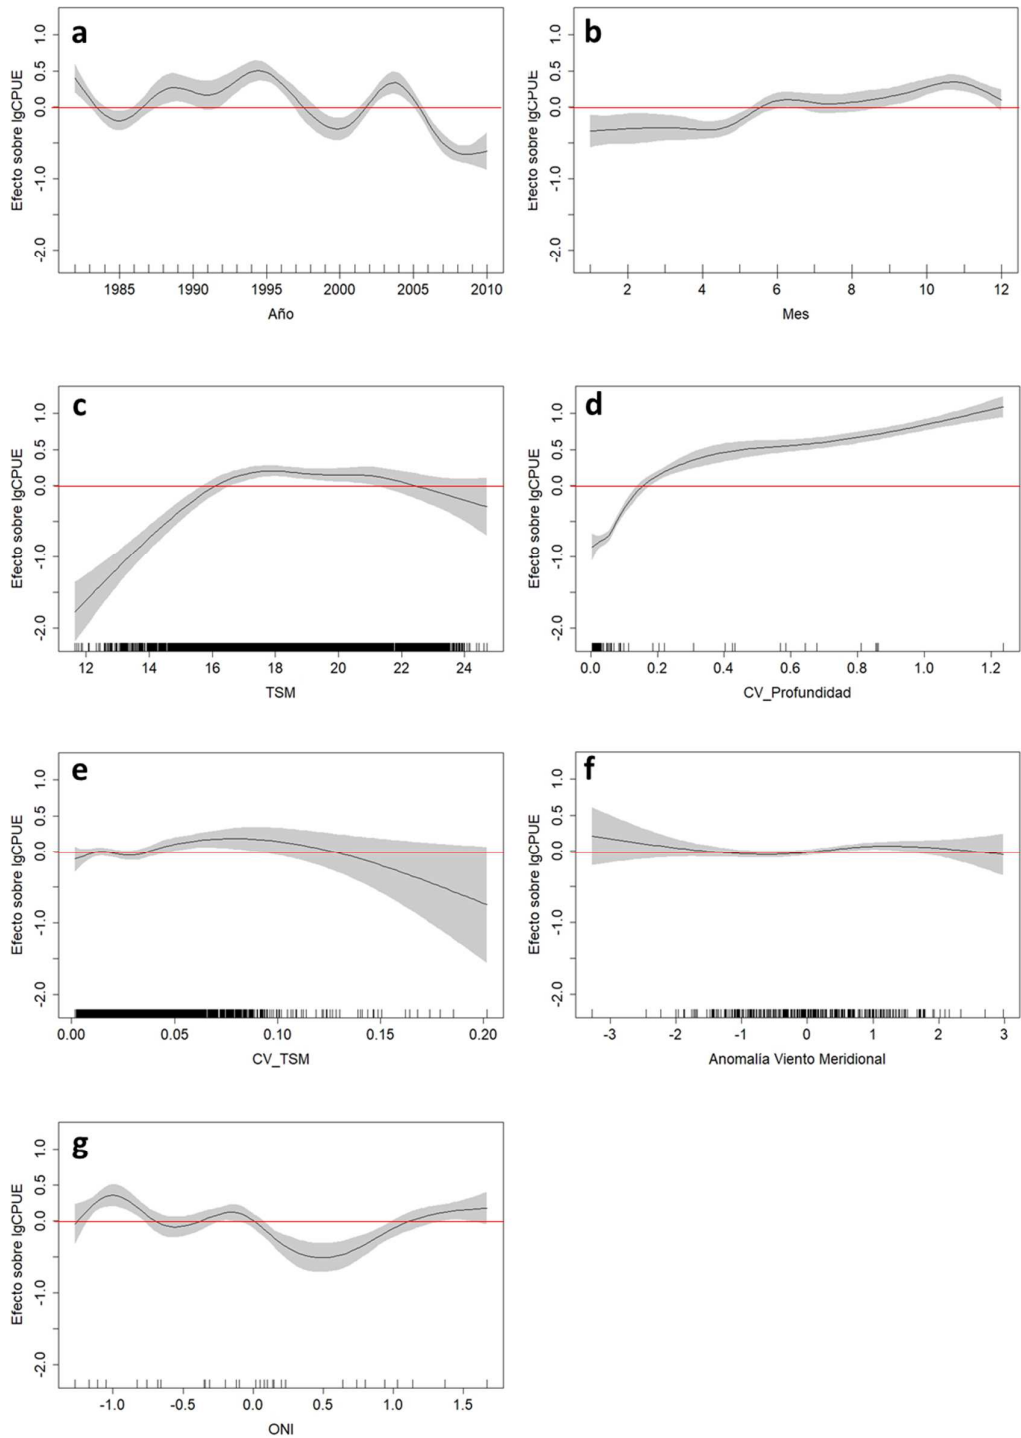 a
1.0
0.5
0.0
-1.0
-2.0
Efecto sobre lgCPUE
1985 1990 1995 2000 2005 2010
Año
b
1.0
0.5
0.0
-1.0
-2.0
Efecto sobre lgCPUE
2 4 6 8 10 12
Mes
c
1.0
0.5
0.0
-1.0
-2.0
Efecto sobre lgCPUE
12 14 16 18 20 22 24
TSM
d
1.0
0.5
0.0
-1.0
-2.0
Efecto sobre lgCPUE
0.0 0.2 0.4 0.6 0.8 1.0 1.2
CV_Profundidad
e
1.0
0.5
0.0
-1.0
-2.0
Efecto sobre lgCPUE
0.00 0.05 0.10 0.15 0.20
CV_TSM
f
1.0
0.5
0.0
-1.0
-2.0
Efecto sobre lgCPUE
-3 -2 -1 0 1 2 3
Anomalía Viento Meridional
g
1.0
0.5
0.0
-1.0
-2.0
Efecto sobre lgCPUE
-1.0 -0.5 0.0 0.5 1.0 1.5
ONI